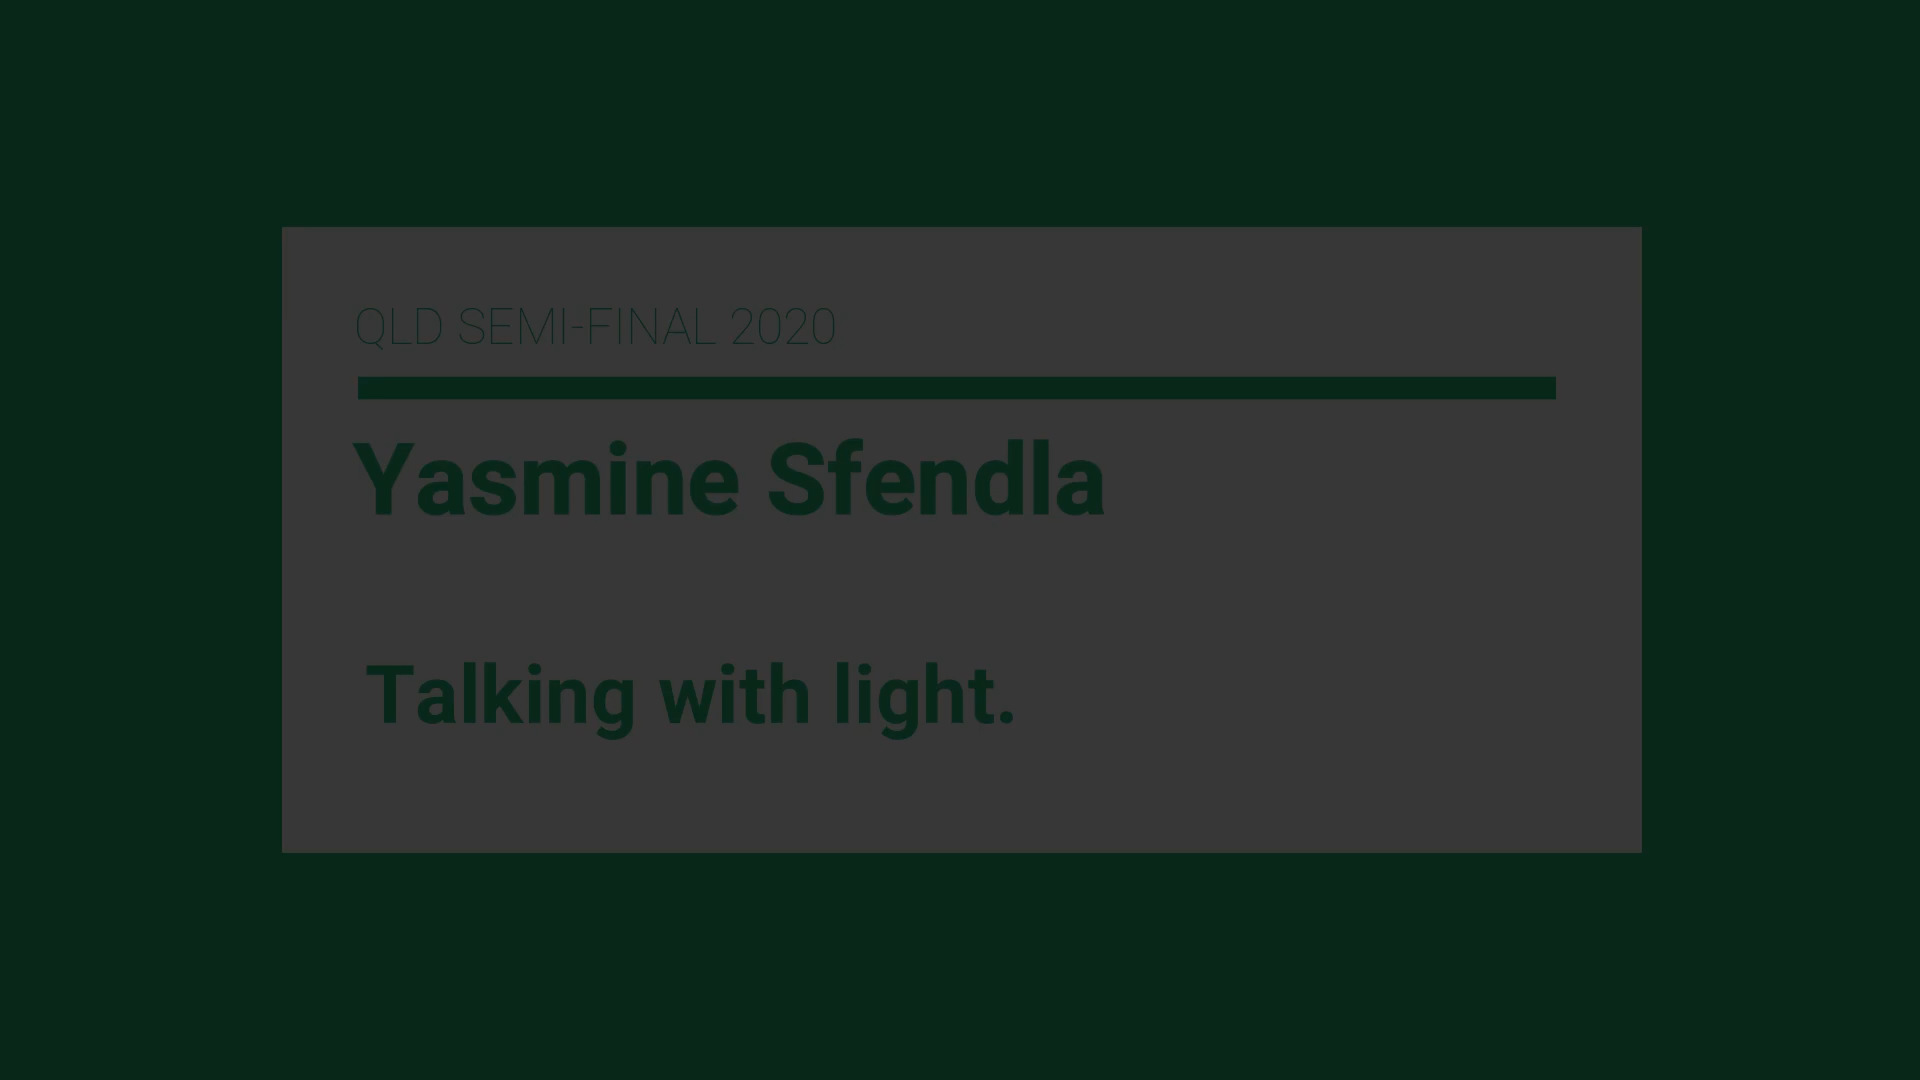 QLD SEMI-FINAL 2020
Yasmine Sfendla
Talking with light.